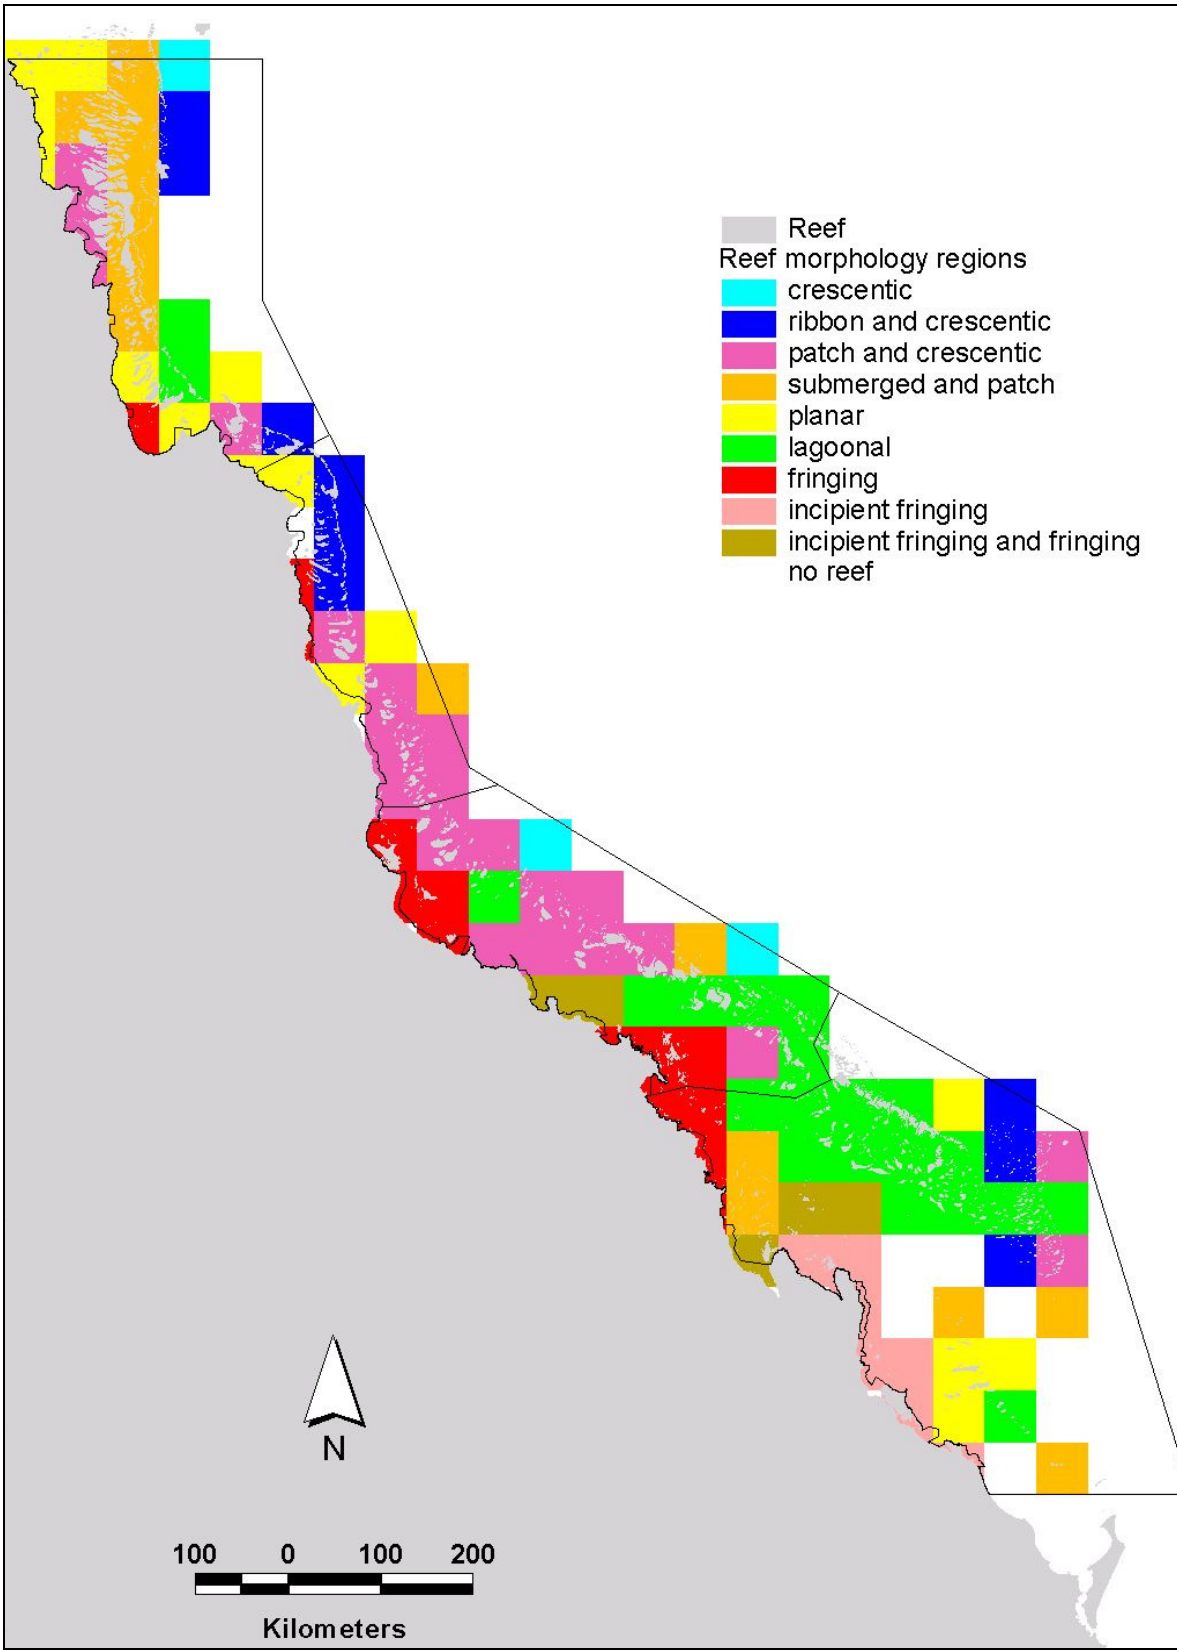 Reef
Reef morphology regions
crescentic
ribbon and crescentic
patch and crescentic
submerged and patch
planar
lagoonal
fringing
incipient fringing
incipient fringing and fringing
no reef
N
100 0 100 200
Kilometers